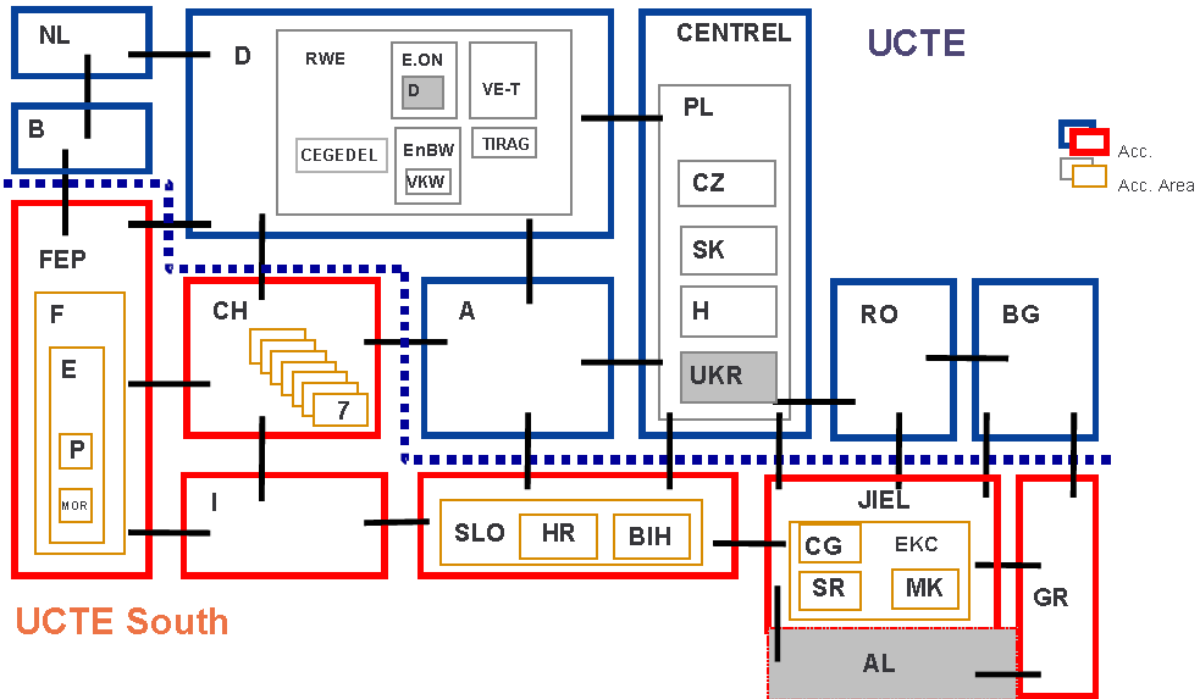 NL
D
RWE
E.ON
D
VE-T
CEGEDEL
EnBW
VKW
TIRAG
CENTREL
UCTE
PL
CZ
SK
H
UKR
Acc.
Acc. Area
B
FEP
F
E
P
MOR
CH
7
A
RO
BG
I
SLO
HR
BIH
JIEL
CG
EKC
SR
MK
GR
AL
UCTE South